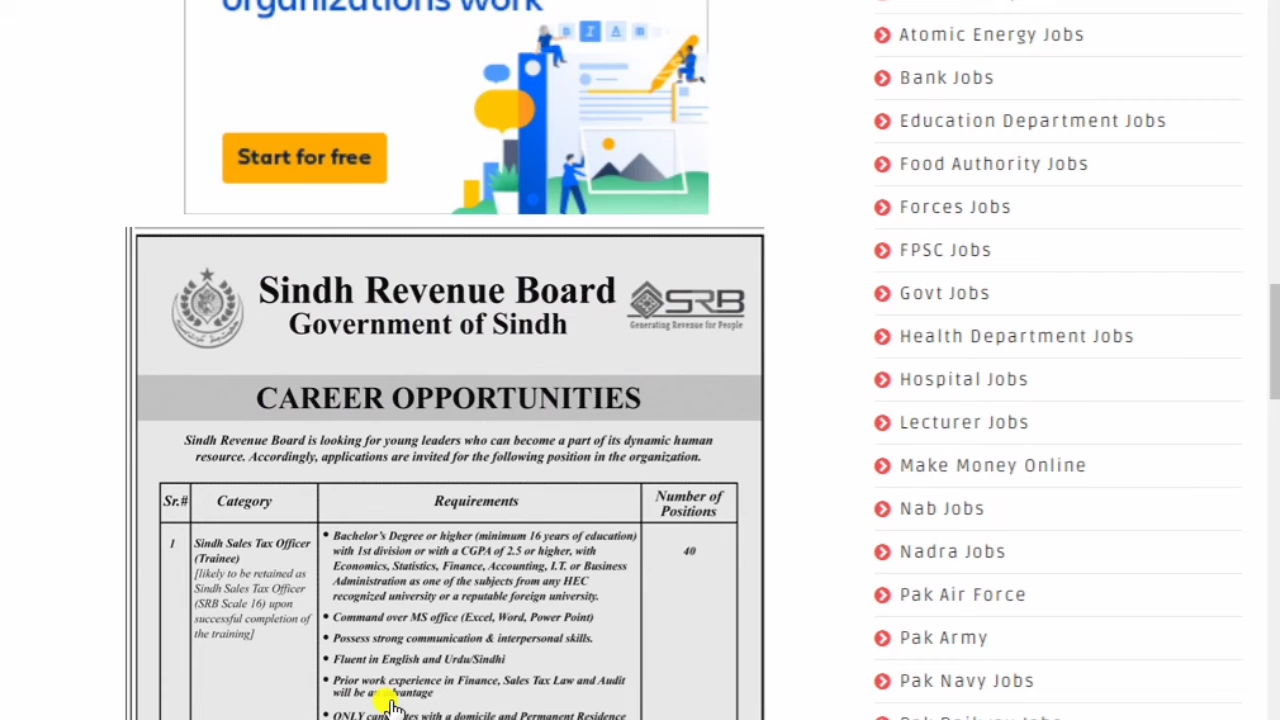 organizations work
Start for free
Sindh Revenue Board
Government of Sindh
SRB
Generating Revenue for People
CAREER OPPORTUNITIES
Sindh Revenue Board is looking for young leaders who can become a part of its dynamic human
resource. Accordingly, applications are invited for the following position in the organization.
Sr.# Category Requirements Number of
Positions
1 Sindh Sales Tax Officer
(Trainee)
[likely to be retained as
Sindh Sales Tax Officer
(SRB Scale 16) upon
successful completion of
the training]
• Bachelor's Degree or higher (minimum 16 years of education)
with 1st division or with a CGPA of 2.5 or higher, with
Economics, Statistics, Finance, Accounting, I.T. or Business
Administration as one of the subjects from any HEC
recognized university or a reputable foreign university.
• Command over MS office (Excel, Word, Power Point)
• Possess strong communication & interpersonal skills.
• Fluent in English and Urdu/Sindhi
• Prior work experience in Finance, Sales Tax Law and Audit
will be an advantage
• ONLY candidates with a domicile and Permanent Residence
40
Atomic Energy Jobs
Bank Jobs
Education Department Jobs
Food Authority Jobs
Forces Jobs
FPSC Jobs
Govt Jobs
Health Department Jobs
Hospital Jobs
Lecturer Jobs
Make Money Online
Nab Jobs
Nadra Jobs
Pak Air Force
Pak Army
Pak Navy Jobs
Pak Railway Jobs